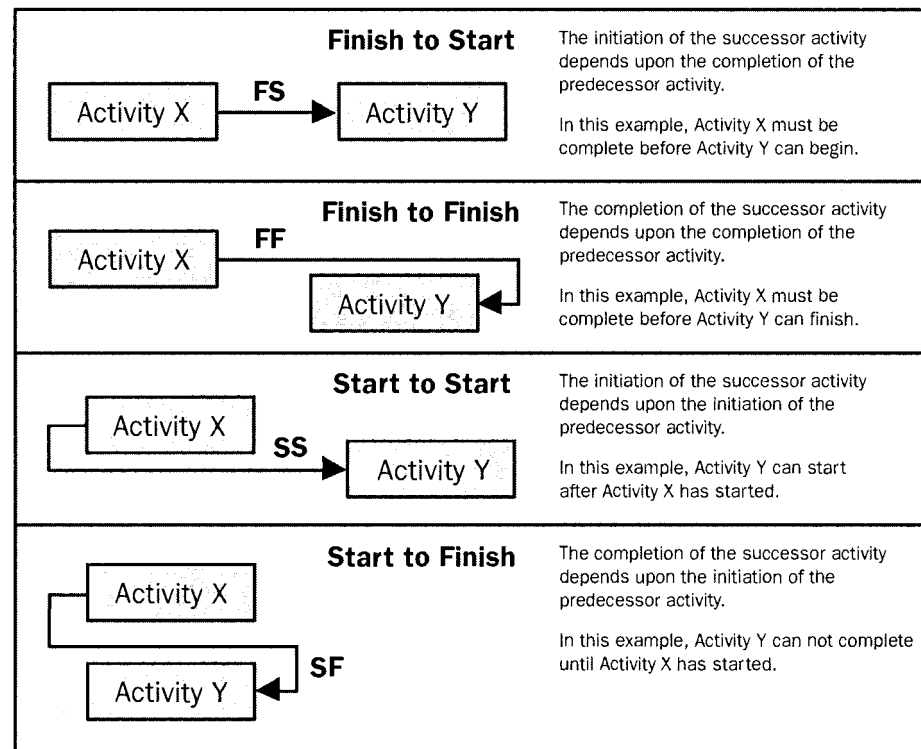 Finish to Start
Activity X
FS
Activity Y
The initiation of the successor activity
depends upon the completion of the
predecessor activity.
In this example, Activity X must be
complete before Activity Y can begin.
Finish to Finish
Activity X
FF
Activity Y
The completion of the successor activity
depends upon the completion of the
predecessor activity.
In this example, Activity X must be
complete before Activity Y can finish.
Start to Start
Activity X
SS
Activity Y
The initiation of the successor activity
depends upon the initiation of the
predecessor activity.
In this example, Activity Y can start
after Activity X has started.
Start to Finish
Activity X
SF
Activity Y
The completion of the successor activity
depends upon the initiation of the
predecessor activity.
In this example, Activity Y can not complete
until Activity X has started.